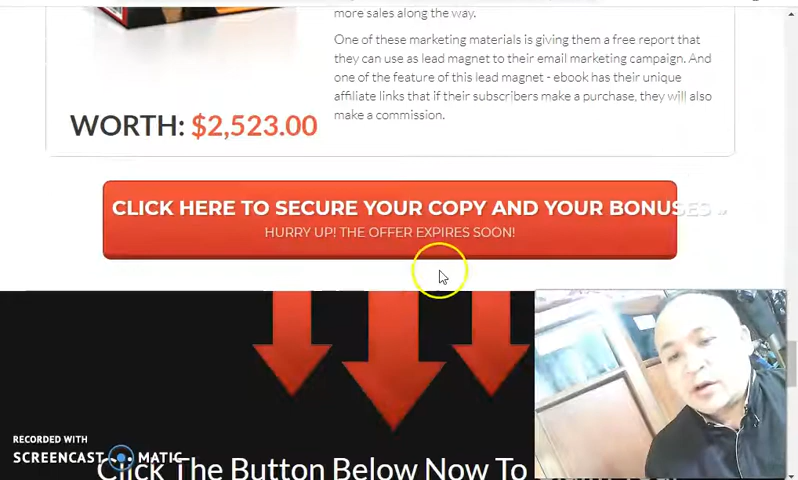 more sales along the way.
One of these marketing materials is giving them a free report that
they can use as lead magnet to their email marketing campaign. And
one of the feature of this lead magnet - ebook has their unique
affiliate links that if their subscribers make a purchase, they will also
make a commission.
WORTH: $2,523.00
CLICK HERE TO SECURE YOUR COPY AND YOUR BONUSES »
HURRY UP! THE OFFER EXPIRES SOON!
RECORDED WITH
SCREENCAST MATIC
Click The Button Below Now To